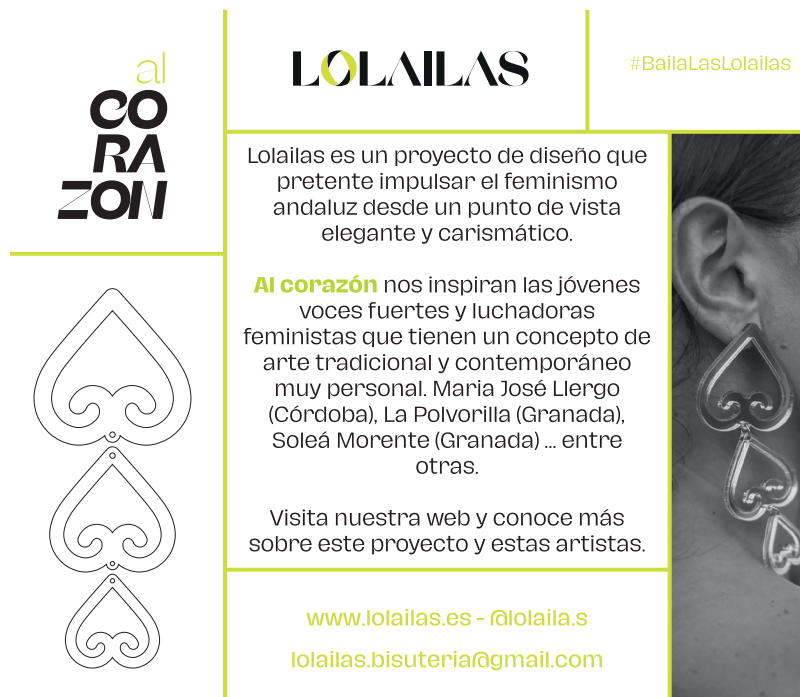 al
CO
RA
ZON
LOLAILAS
#BailaLasLolailas
Lolailas es un proyecto de diseño que
pretente impulsar el feminismo
andaluz desde un punto de vista
elegante y carismático.
Al corazón nos inspiran las jóvenes
voces fuertes y luchadoras
feministas que tienen un concepto de
arte tradicional y contemporáneo
muy personal. Maria José Llergo
(Córdoba), La Polvorilla (Granada),
Soleá Morente (Granada) ... entre
otras.
Visita nuestra web y conoce más
sobre este proyecto y estas artistas.
www.lolailas.es - @lolaila.s
lolailas.bisuteria@gmail.com